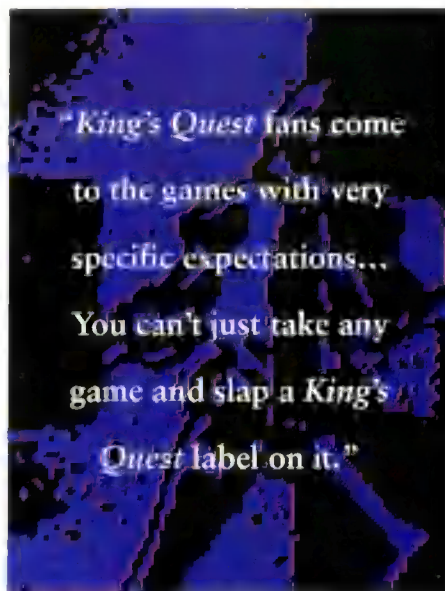 "King's Quest fans come
to the games with very
specific expectations...
You can't just take any
game and slap a King's
Quest label on it."